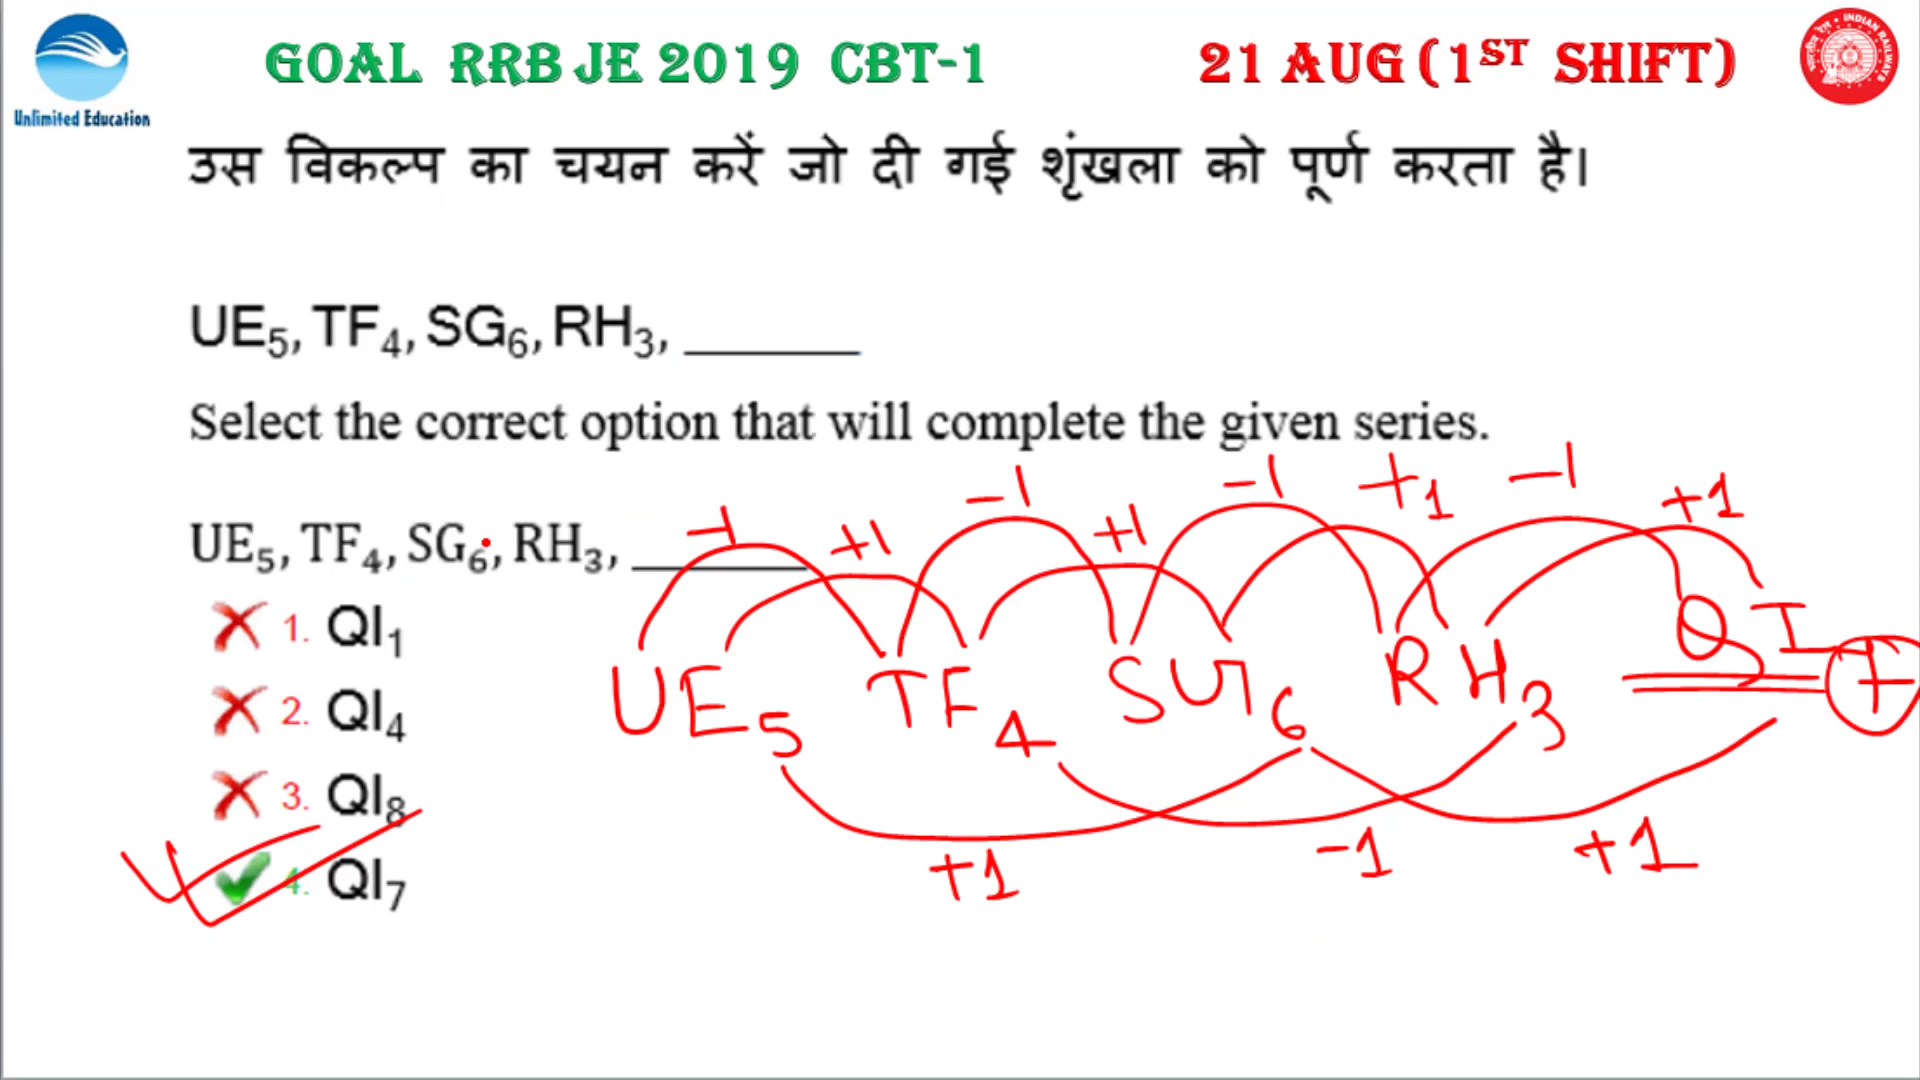 GOAL RRB JE 2019 CBT-1 21 AUG (1ST SHIFT)
INDIAN RAILWAYS
Unlimited Education
उस विकल्प का चयन करें जो दी गई शृंखला को पूर्ण करता है।
UE₅, TF₄, SG₆, RH₃, ______
Select the correct option that will complete the given series.
UE₅, TF₄, SG₆, RH₃, ______
1. QI₁
2. QI₄
3. QI₈
4. QI₇
-1 +1 -1 +1 -1 +1 -1 +1
UE₅ TF₄ SG₆ RH₃ QI 7
+1 -1 +1